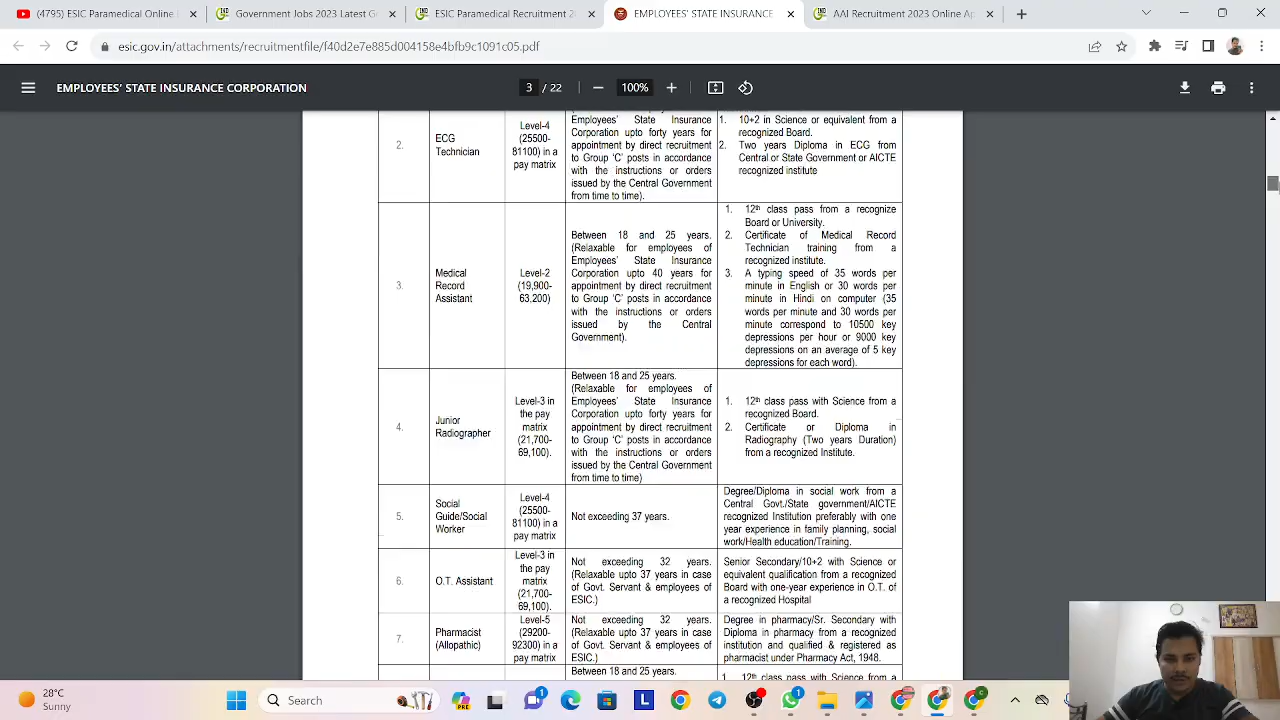 (4795) ESIC Paramedical Online
Government Jobs 2023 Latest G
ESIC Paramedical Recruitment 2
EMPLOYEES' STATE INSURANCE
AAI Recruitment 2023 Online Ap
esic.gov.in/attachments/recruitmentfile/f40d2e7e885d004158e4bfb9c1091c05.pdf
EMPLOYEES' STATE INSURANCE CORPORATION
3 / 22
100%
2.
ECG
Technician
Level-4
(25500-
81100) in a
pay matrix
Employees' State Insurance
Corporation upto forty years for
appointment by direct recruitment
to Group 'C' posts in accordance
with the instructions or orders
issued by the Central Government
from time to time).
1. 10+2 in Science or equivalent from a
recognized Board.
2. Two years Diploma in ECG from
Central or State Government or AICTE
recognized institute
3.
Medical
Record
Assistant
Level-2
(19,900-
63,200)
Between 18 and 25 years.
(Relaxable for employees of
Employees' State Insurance
Corporation upto 40 years for
appointment by direct recruitment
to Group 'C' posts in accordance
with the instructions or orders
issued by the Central
Government).
1. 12th class pass from a recognize
Board or University.
2. Certificate of Medical Record
Technician training from a
recognized institute.
3. A typing speed of 35 words per
minute in English or 30 words per
minute in Hindi on computer (35
words per minute and 30 words per
minute correspond to 10500 key
depressions per hour or 9000 key
depressions on an average of 5 key
depressions for each word).
4.
Junior
Radiographer
Level-3 in
the pay
matrix
(21,700-
69,100).
Between 18 and 25 years.
(Relaxable for employees of
Employees' State Insurance
Corporation upto forty years for
appointment by direct recruitment
to Group 'C' posts in accordance
with the instructions or orders
issued by the Central Government
from time to time)
1. 12th class pass with Science from a
recognized Board.
2. Certificate or Diploma in
Radiography (Two years Duration)
from a recognized Institute.
5.
Social
Guide/Social
Worker
Level-4
(25500-
81100) in a
pay matrix
Not exceeding 37 years.
Degree/Diploma in social work from a
Central Govt./State government/AICTE
recognized Institution preferably with one
year experience in family planning, social
work/Health education/Training.
6.
O.T. Assistant
Level-3 in
the pay
matrix
(21,700-
69,100).
Not exceeding 32 years.
(Relaxable upto 37 years in case
of Govt. Servant & employees of
ESIC.)
Senior Secondary/10+2 with Science or
equivalent qualification from a recognized
Board with one-year experience in O.T. of
a recognized Hospital
7.
Pharmacist
(Allopathic)
Level-5
(29200-
92300) in a
pay matrix
Not exceeding 32 years.
(Relaxable upto 37 years in case
of Govt. Servant & employees of
ESIC.)
Degree in pharmacy/Sr. Secondary with
Diploma in pharmacy from a recognized
institution and qualified & registered as
pharmacist under Pharmacy Act, 1948.
Between 18 and 25 years.
1. 12th class pass with Science from a
28°C
Sunny
Search
1
1